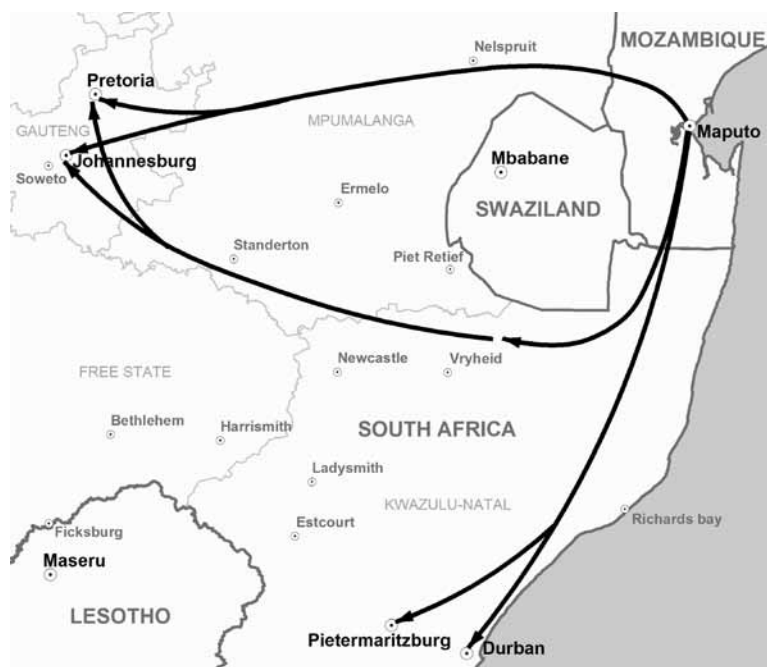 Nelspruit
MOZAMBIQUE
Pretoria
MPUMALANGA
GAUTENG
Maputo
Johannesburg
Soweto
Mbabane
Ermelo
SWAZILAND
Standerton
Piet Retief
Newcastle
Vryheid
FREE STATE
Bethlehem
Harrismith
SOUTH AFRICA
Ladysmith
KWAZULU-NATAL
Estcourt
Richards bay
Ficksburg
Maseru
LESOTHO
Pietermaritzburg
Durban